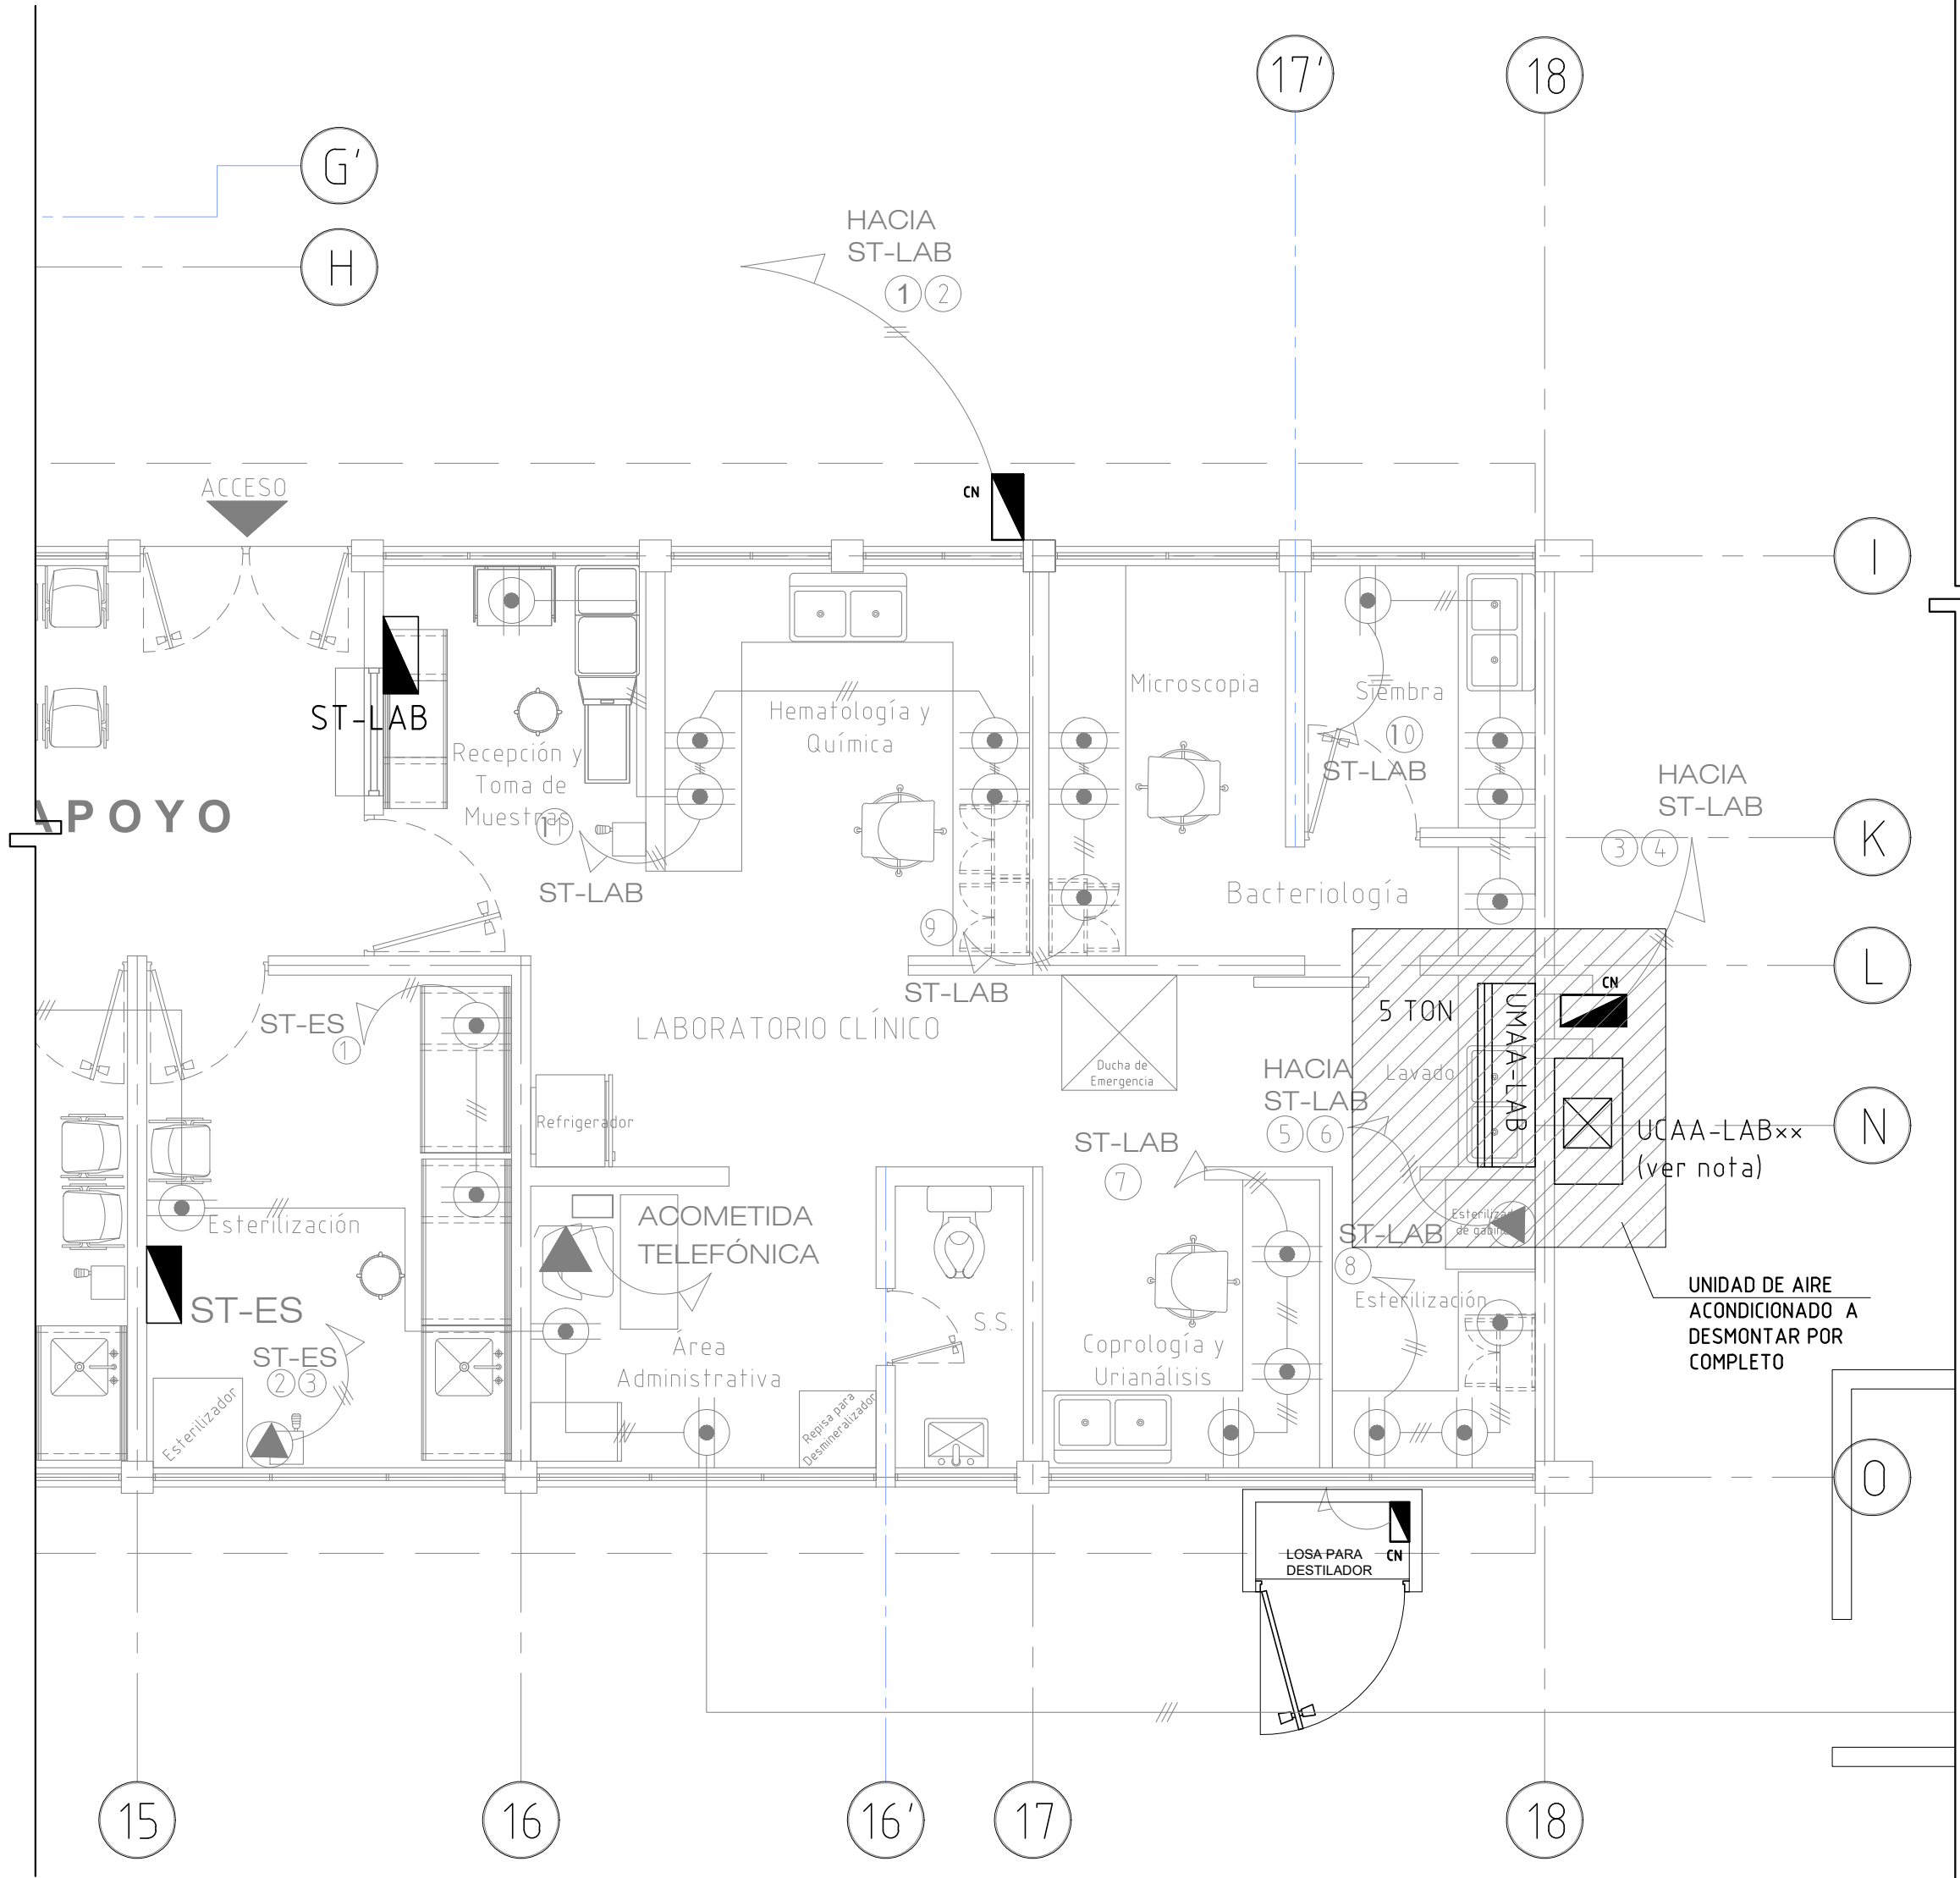 17'
18
G'
H
HACIA
ST-LAB
1 2
ACCESO
CN
I
ST-LAB
Recepción y
Toma de
Muestras
11
ST-LAB
Hematología y
Química
Microscopia
Siembra
10
ST-LAB
HACIA
ST-LAB
3 4
K
APOYO
Bacteriología
9
ST-LAB
L
CN
5 TON
UMAA-LAB
ST-ES
1
LABORATORIO CLÍNICO
Ducha de
Emergencia
Lavado
HACIA
ST-LAB
5 6
Refrigerador
N
UCAA-LAB××
(ver nota)
ST-LAB
7
Esterilización
ACOMETIDA
TELEFÓNICA
ST-LAB
8
Esterilizador
de gabinete
ST-ES
S.S.
Esterilización
UNIDAD DE AIRE
ACONDICIONADO A
DESMONTAR POR
COMPLETO
ST-ES
2 3
Área
Administrativa
Coprología y
Urianálisis
Esterilizador
Repisa para
Desmineralizador
O
LOSA PARA
DESTILADOR
CN
15
16
16'
17
18